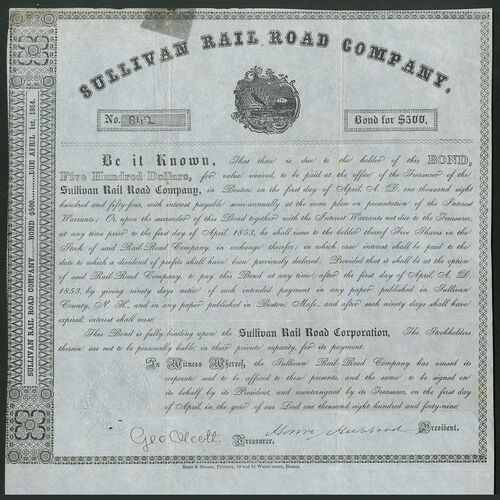 SULLIVAN RAIL ROAD COMPANY.
No. 842
Bond for $500.
SULLIVAN RAIL ROAD COMPANY......BOND $500......DUE APRIL 1st, 1854.
Be it Known, That there is due to the holder of this BOND,
Five Hundred Dollars, for value received, to be paid at the office of the Treasurer of the
Sullivan Rail Road Company, in Boston, on the first day of April, A. D. one thousand eight
hundred and fifty-four, with interest payable semi-annually at the same place on presentation of the Interest
Warrants; Or, upon the surrender of this Bond together with the Interest Warrants not due to the Treasurer,
at any time prior to the first day of April, 1853, he shall issue to the holder thereof Five Shares in the
Stock of said Rail-Road Company, in exchange therefor; in which case interest shall be paid to the
date to which a dividend of profits shall have been previously declared; Provided that it shall be at the option
of said Rail-Road Company, to pay this Bond at any time after the first day of April, A. D.
1853, by giving ninety days notice of such intended payment in any paper published in Sullivan
County, N. H., and in any paper published in Boston, Mass., and after such ninety days shall have
expired, interest shall cease.
This Bond is fully binding upon the Sullivan Rail Road Corporation. The Stockholders
therein are not to be personally liable, in their private capacity, for its payment.
In Witness Whereof, the Sullivan Rail-Road Company has caused its
corporate seal to be affixed to these presents, and the same to be signed on
its behalf by its President, and countersigned by its Treasurer, on the first day
of April, in the year of our Lord one thousand eight hundred and forty-nine.
Geo Olcott Treasurer.
Hubbard President.
Printers, 19 and 21 Water street, Boston.